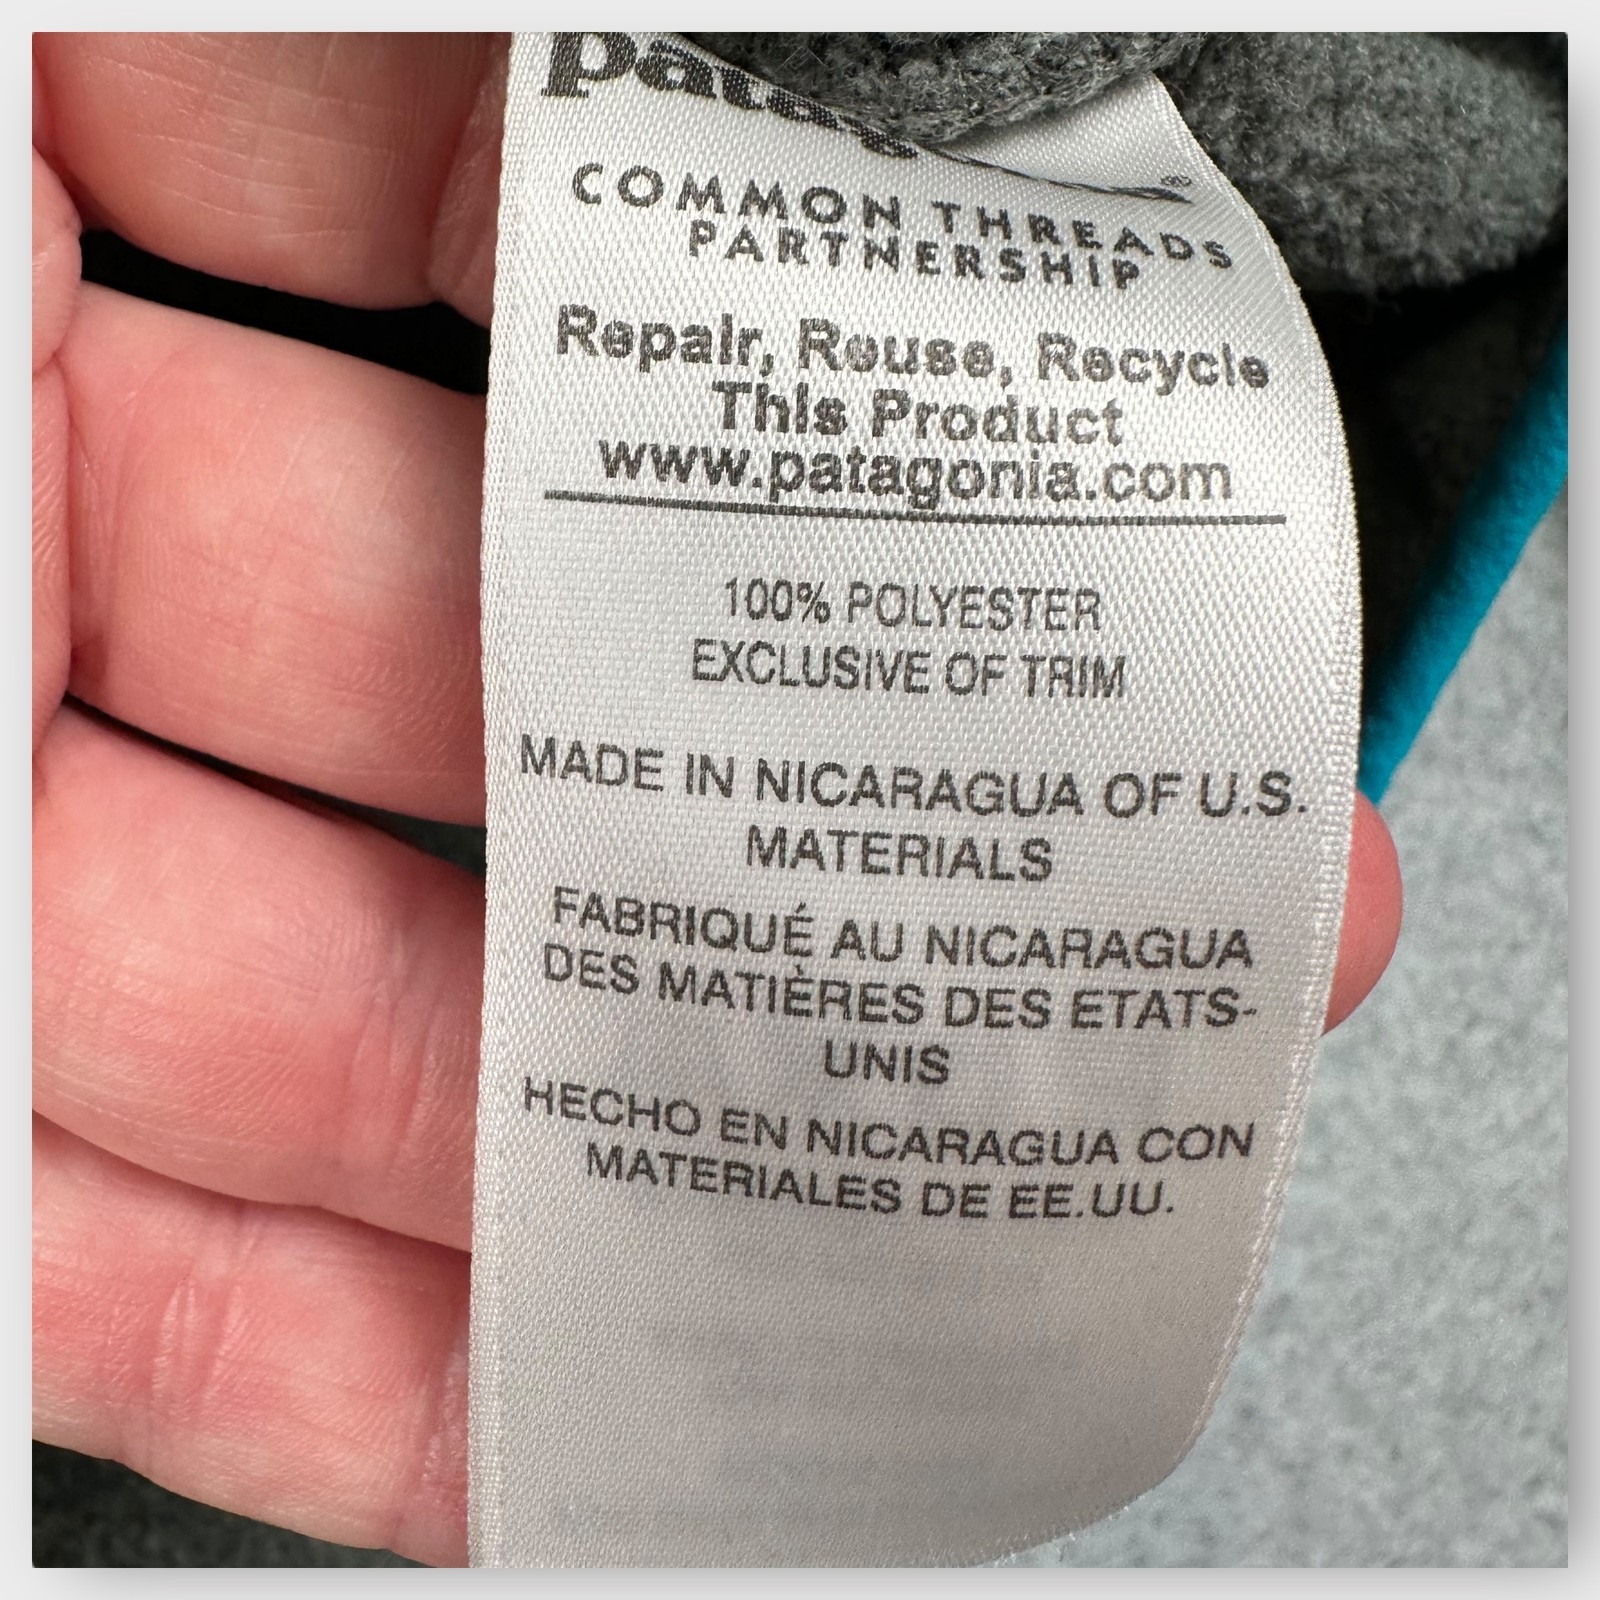 patagonia®
COMMON THREADS
PARTNERSHIP
Repair, Reuse, Recycle
This Product
www.patagonia.com
100% POLYESTER
EXCLUSIVE OF TRIM
MADE IN NICARAGUA OF U.S.
MATERIALS
FABRIQUÉ AU NICARAGUA
DES MATIÈRES DES ETATS-
UNIS
HECHO EN NICARAGUA CON
MATERIALES DE EE.UU.